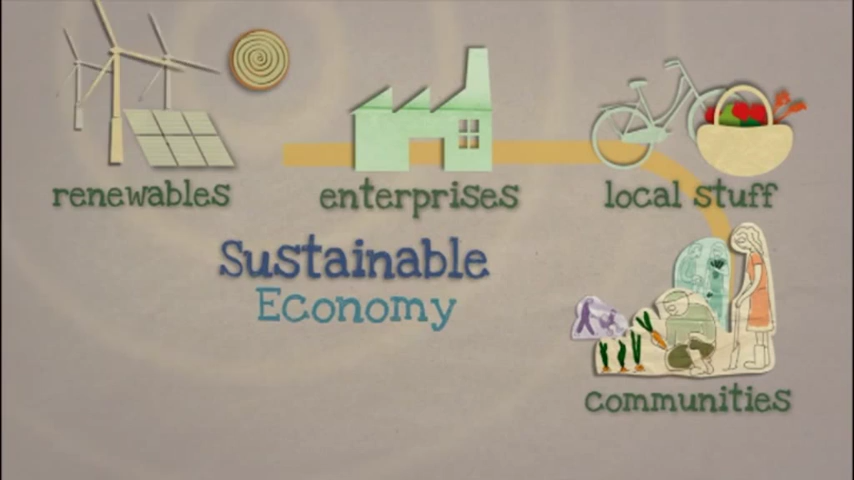 renewables
enterprises
local stuff
Sustainable
Economy
communities